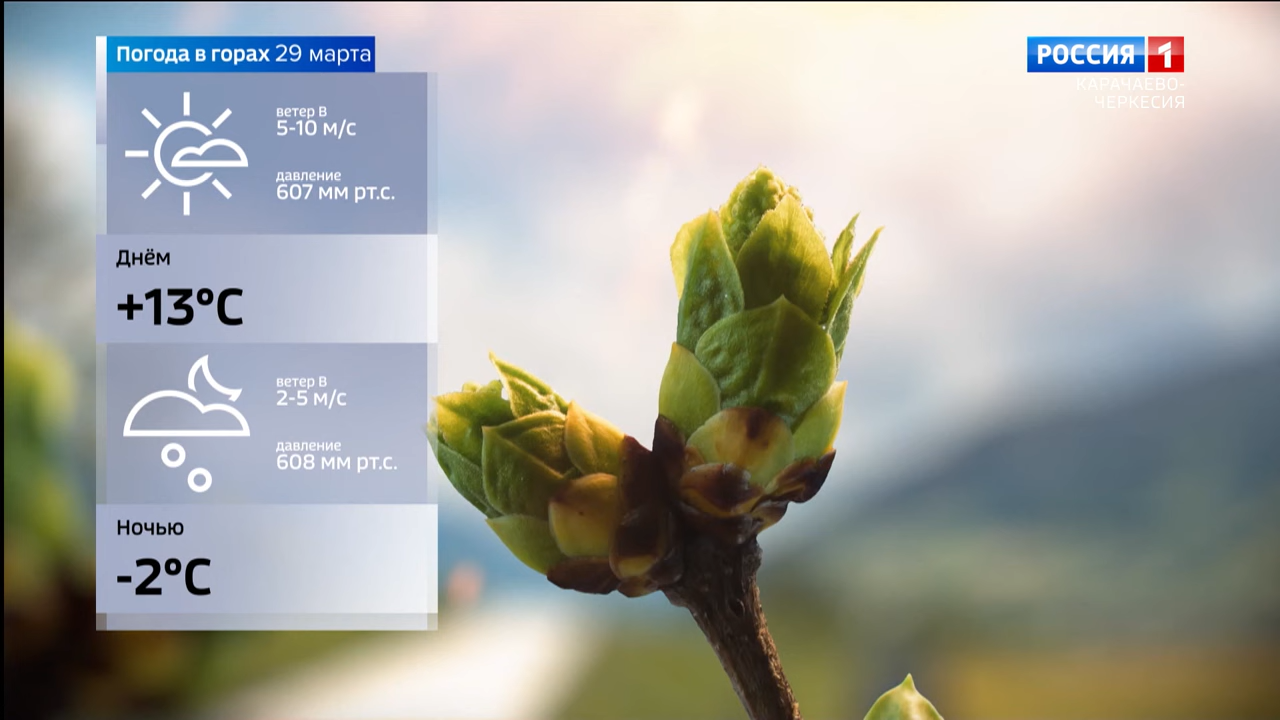 Погода в горах 29 марта
РОССИЯ 1
КАРАЧАЕВО-
ЧЕРКЕСИЯ
ветер В
5-10 м/с
давление
607 мм рт.с.
Днём
+13°C
ветер В
2-5 м/с
давление
608 мм рт.с.
Ночью
-2°C